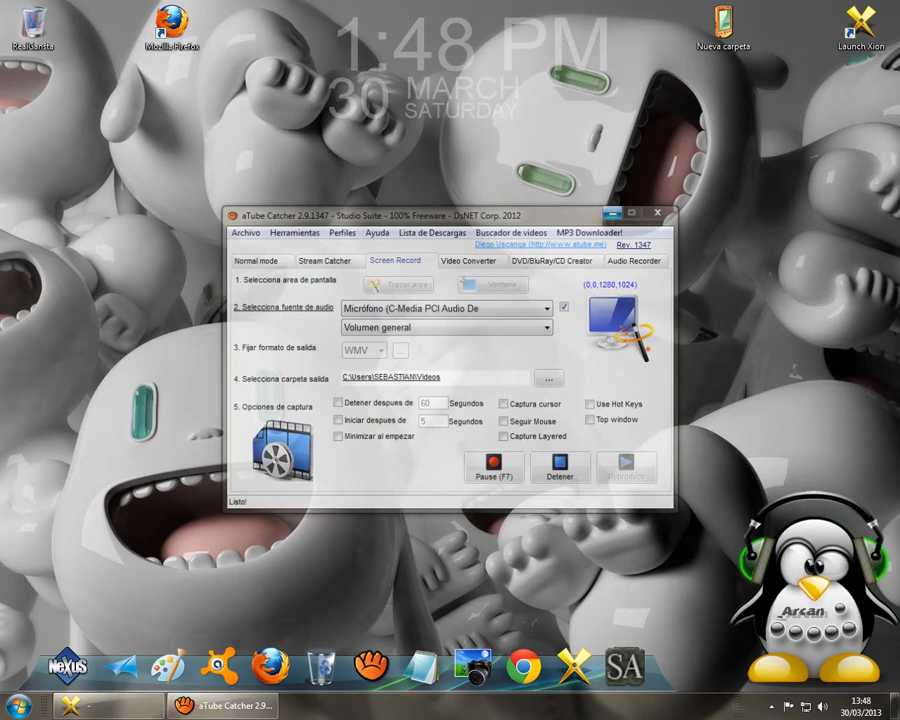 RealGansta
Mozilla Firefox
Nueva carpeta
Launch Xion
1:48 PM
30 MARCH
SATURDAY
aTube Catcher 2.9.1347 - Studio Suite - 100% Freeware - DsNET Corp. 2012
Archivo Herramientas Perfiles Ayuda Lista de Descargas Buscador de videos MP3 Downloader!
Diego Uscanga (http://www.atube.me) Rev. 1347
Normal mode Stream Catcher Screen Record Video Converter DVD/BluRay/CD Creator Audio Recorder
1. Selecciona area de pantalla Trazar area Ventana (0,0,1280,1024)
2. Selecciona fuente de audio Micrófono (C-Media PCI Audio De
Volumen general
3. Fijar formato de salida WMV ...
4. Selecciona carpeta salida C:\Users\SEBASTIAN\Videos ...
5. Opciones de captura Detener despues de 60 Segundos Captura cursor Use Hot Keys
Iniciar despues de 5 Segundos Seguir Mouse Top window
Minimizar al empezar Capture Layered
Pause (F7) Detener Reproducir
Listo!
Arcan
NeXuS
SA
-
aTube Catcher 2.9...
13:48
30/03/2013